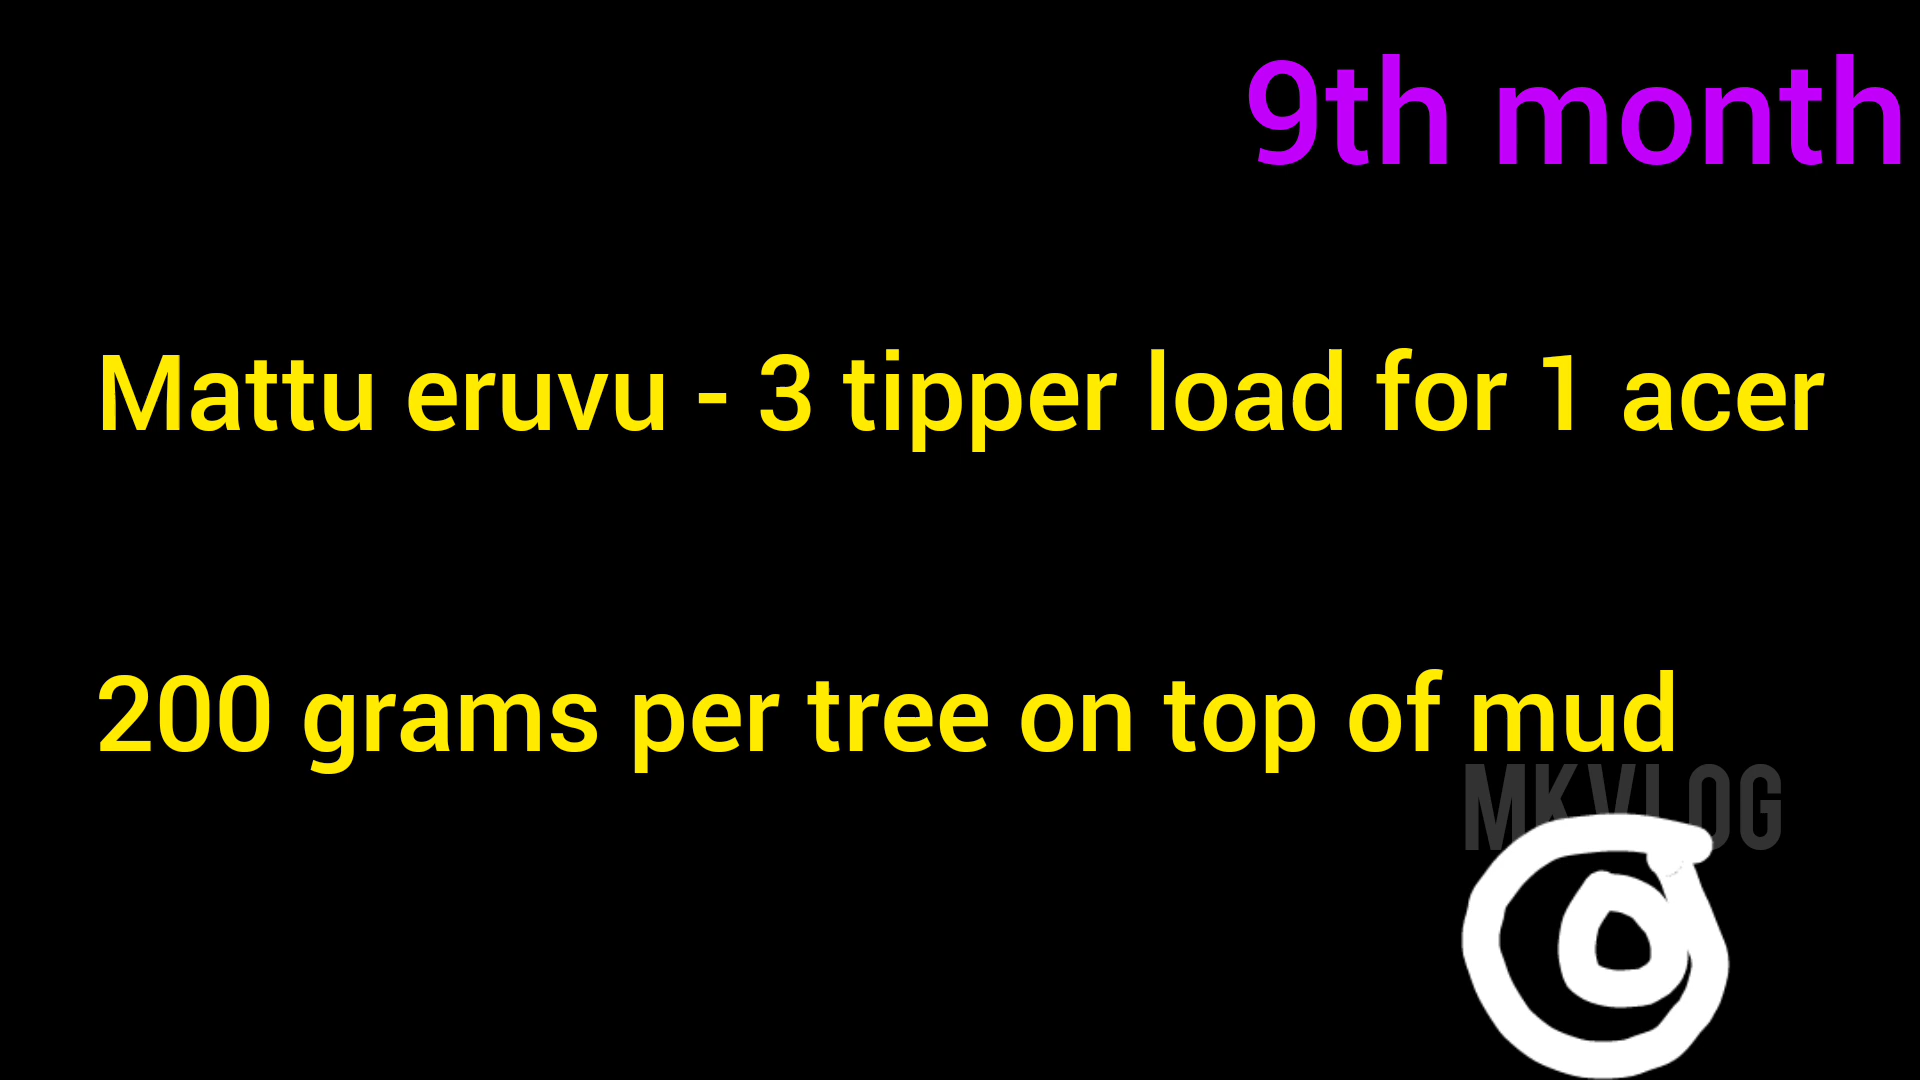 9th month
Mattu eruvu - 3 tipper load for 1 acer
200 grams per tree on top of mud
MKVLOG